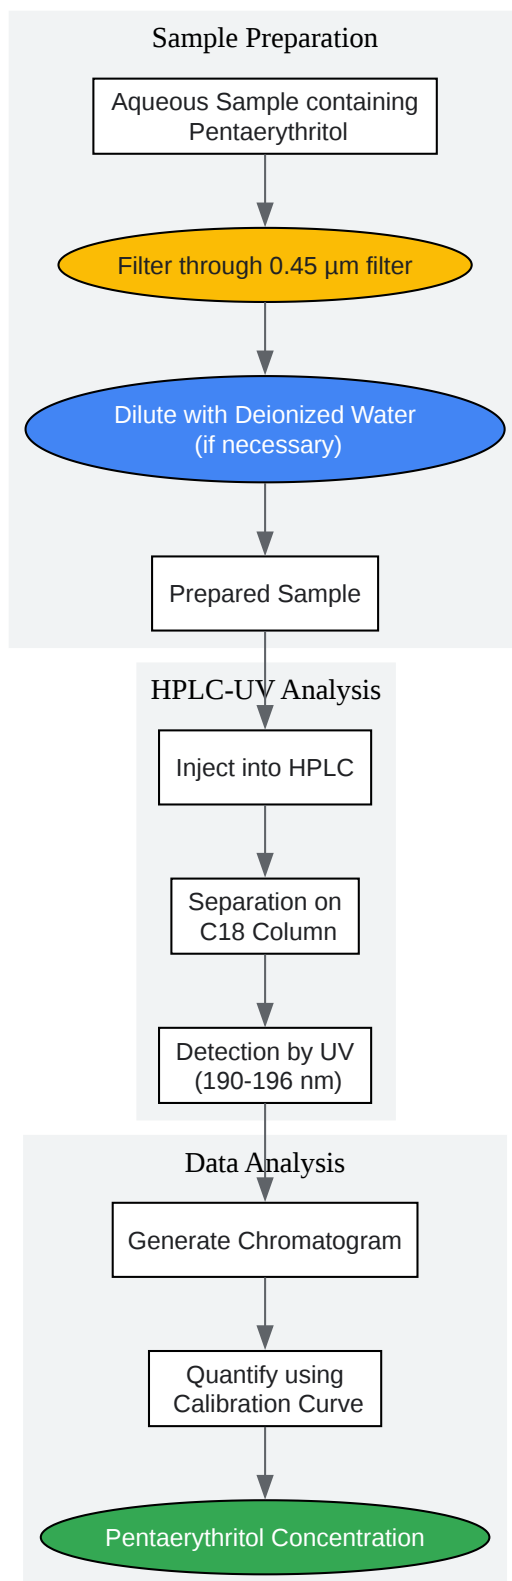 Sample Preparation
Aqueous Sample containing
Pentaerythritol
Filter through 0.45 µm filter
Dilute with Deionized Water
(if necessary)
Prepared Sample
HPLC-UV Analysis
Inject into HPLC
Separation on
C18 Column
Detection by UV
(190-196 nm)
Data Analysis
Generate Chromatogram
Quantify using
Calibration Curve
Pentaerythritol Concentration